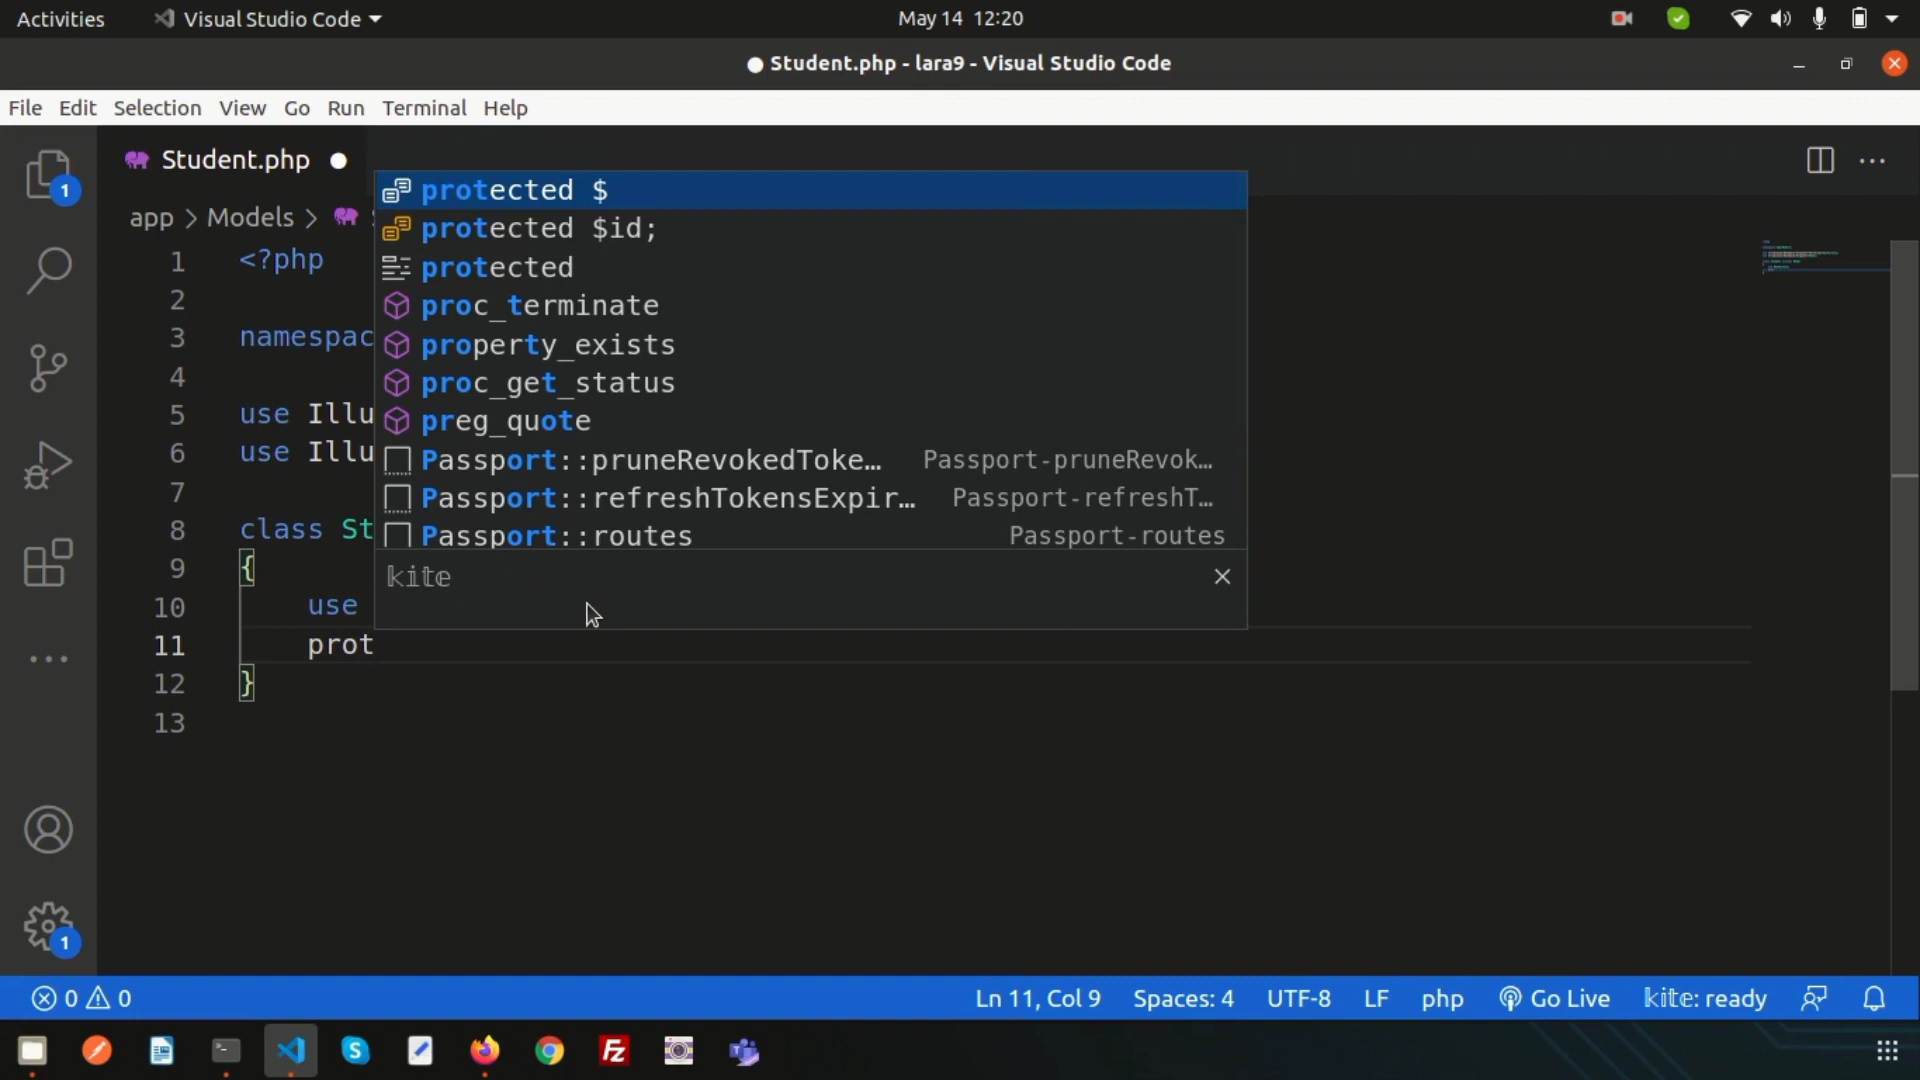 Activities Visual Studio Code May 14 12:20
Student.php - lara9 - Visual Studio Code
File Edit Selection View Go Run Terminal Help
Student.php
app > Models >
1 <?php
2
3 namespac
4
5 use Illu
6 use Illu
7
8 class St
9 {
10 use
11 prot
12 }
13
protected $
protected $id;
protected
proc_terminate
property_exists
proc_get_status
preg_quote
Passport::pruneRevokedToke… Passport-pruneRevok…
Passport::refreshTokensExpir… Passport-refreshT…
Passport::routes Passport-routes
kite
1
1
0 0 Ln 11, Col 9 Spaces: 4 UTF-8 LF php Go Live kite: ready